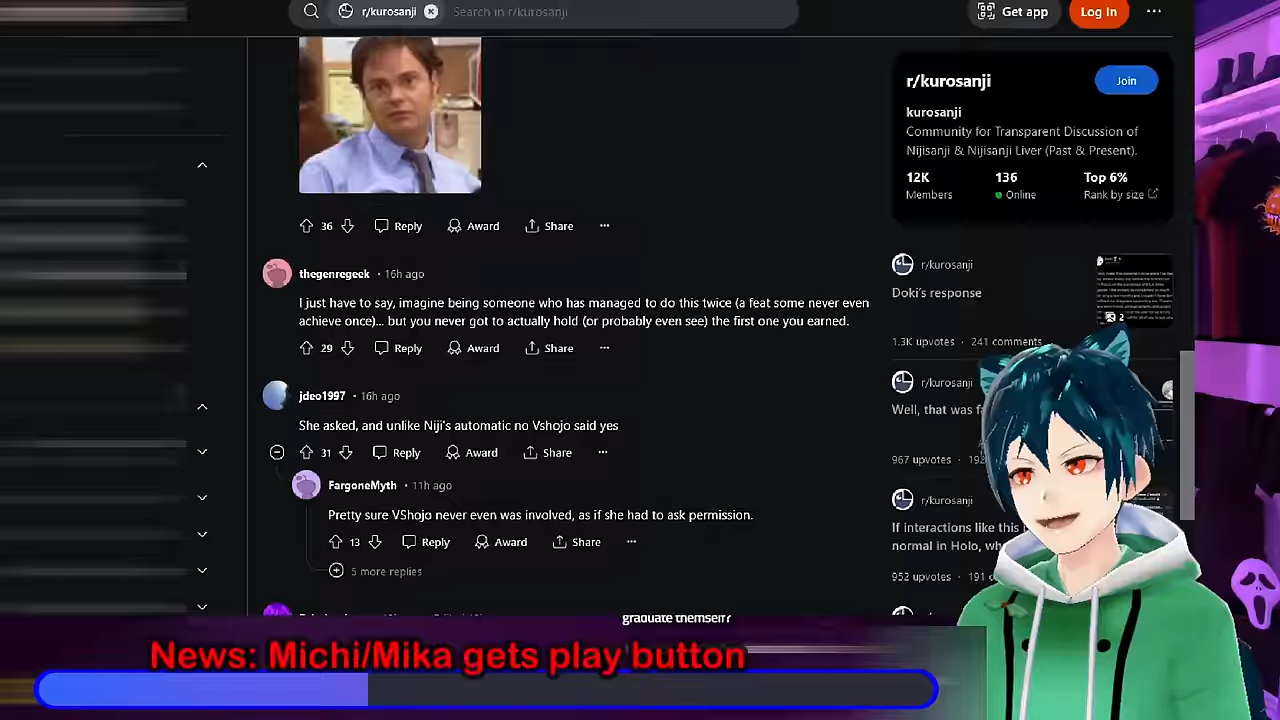 r/kurosanji
Search in r/kurosanji
Get app
Log In
36
Reply
Award
Share
thegenregeek • 16h ago
I just have to say, imagine being someone who has managed to do this twice (a feat some never even
achieve once)... but you never got to actually hold (or probably even see) the first one you earned.
29
Reply
Award
Share
jdeo1997 • 16h ago
She asked, and unlike Niji's automatic no Vshojo said yes
31
Reply
Award
Share
FargoneMyth • 11h ago
Pretty sure VShojo never even was involved, as if she had to ask permission.
13
Reply
Award
Share
5 more replies
graduate themself?
r/kurosanji
Join
kurosanji
Community for Transparent Discussion of
Nijisanji & Nijisanji Liver (Past & Present).
12K
136
Top 6%
Members
Online
Rank by size
r/kurosanji
Doki's response
1.3K upvotes • 241 comments
r/kurosanji
Well, that was
967 upvotes
r/kurosanji
If interactions like this
normal in Holo,
952 upvotes
News: Michi/Mika gets play button